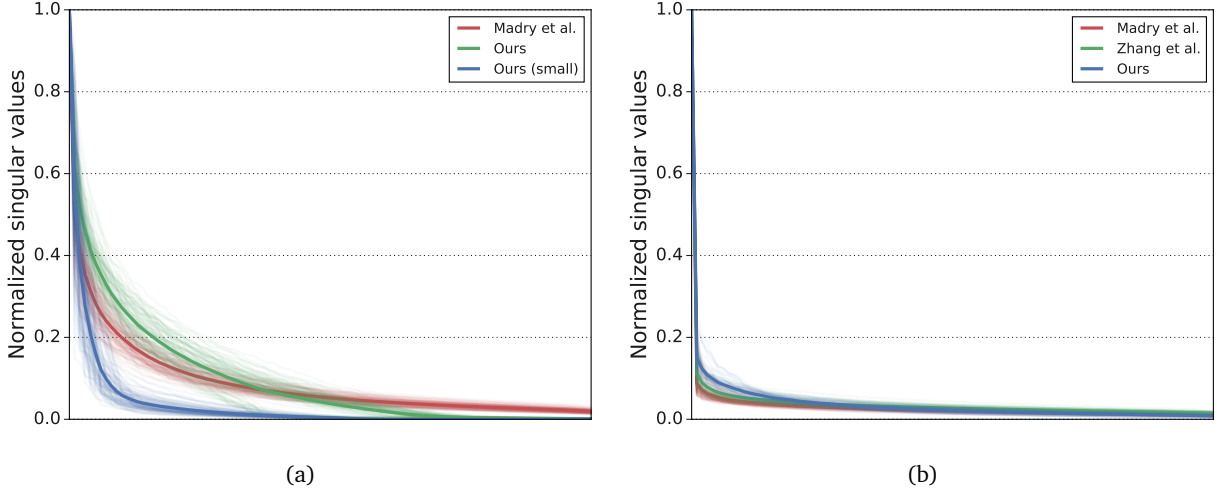 1.0
0.8
0.6
0.4
0.2
0.0
Normalized singular values
Madry et al.
Ours
Ours (small)
(a)
1.0
0.8
0.6
0.4
0.2
0.0
Normalized singular values
Madry et al.
Zhang et al.
Ours
(b)